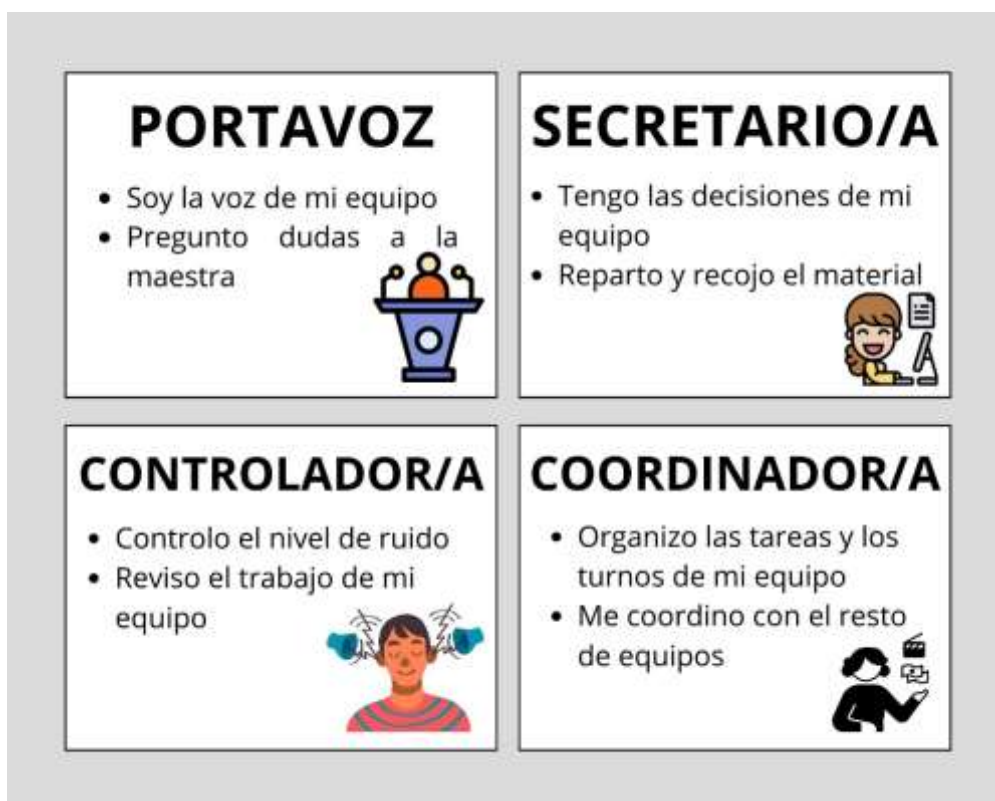 PORTAVOZ
• Soy la voz de mi equipo
• Pregunto dudas a la
maestra
SECRETARIO/A
• Tengo las decisiones de mi
equipo
• Reparto y recojo el material
CONTROLADOR/A
• Controlo el nivel de ruido
• Reviso el trabajo de mi
equipo
COORDINADOR/A
• Organizo las tareas y los
turnos de mi equipo
• Me coordino con el resto
de equipos